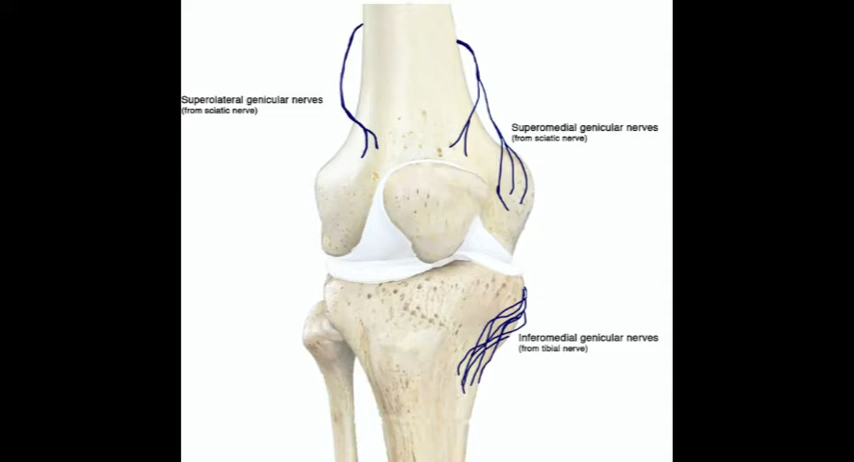 Superolateral genicular nerves
(from sciatic nerve)
Superomedial genicular nerves
(from sciatic nerve)
Inferomedial genicular nerves
(from tibial nerve)